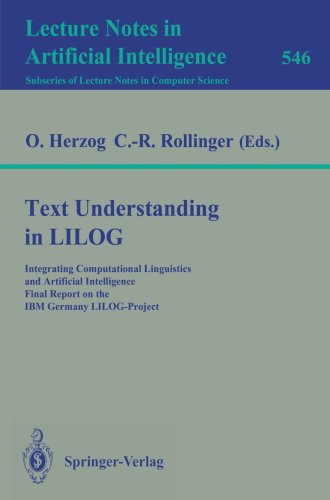 Lecture Notes in
Artificial Intelligence 546
Subseries of Lecture Notes in Computer Science
O. Herzog C.-R. Rollinger (Eds.)
Text Understanding
in LILOG
Integrating Computational Linguistics
and Artificial Intelligence
Final Report on the
IBM Germany LILOG-Project
Springer-Verlag